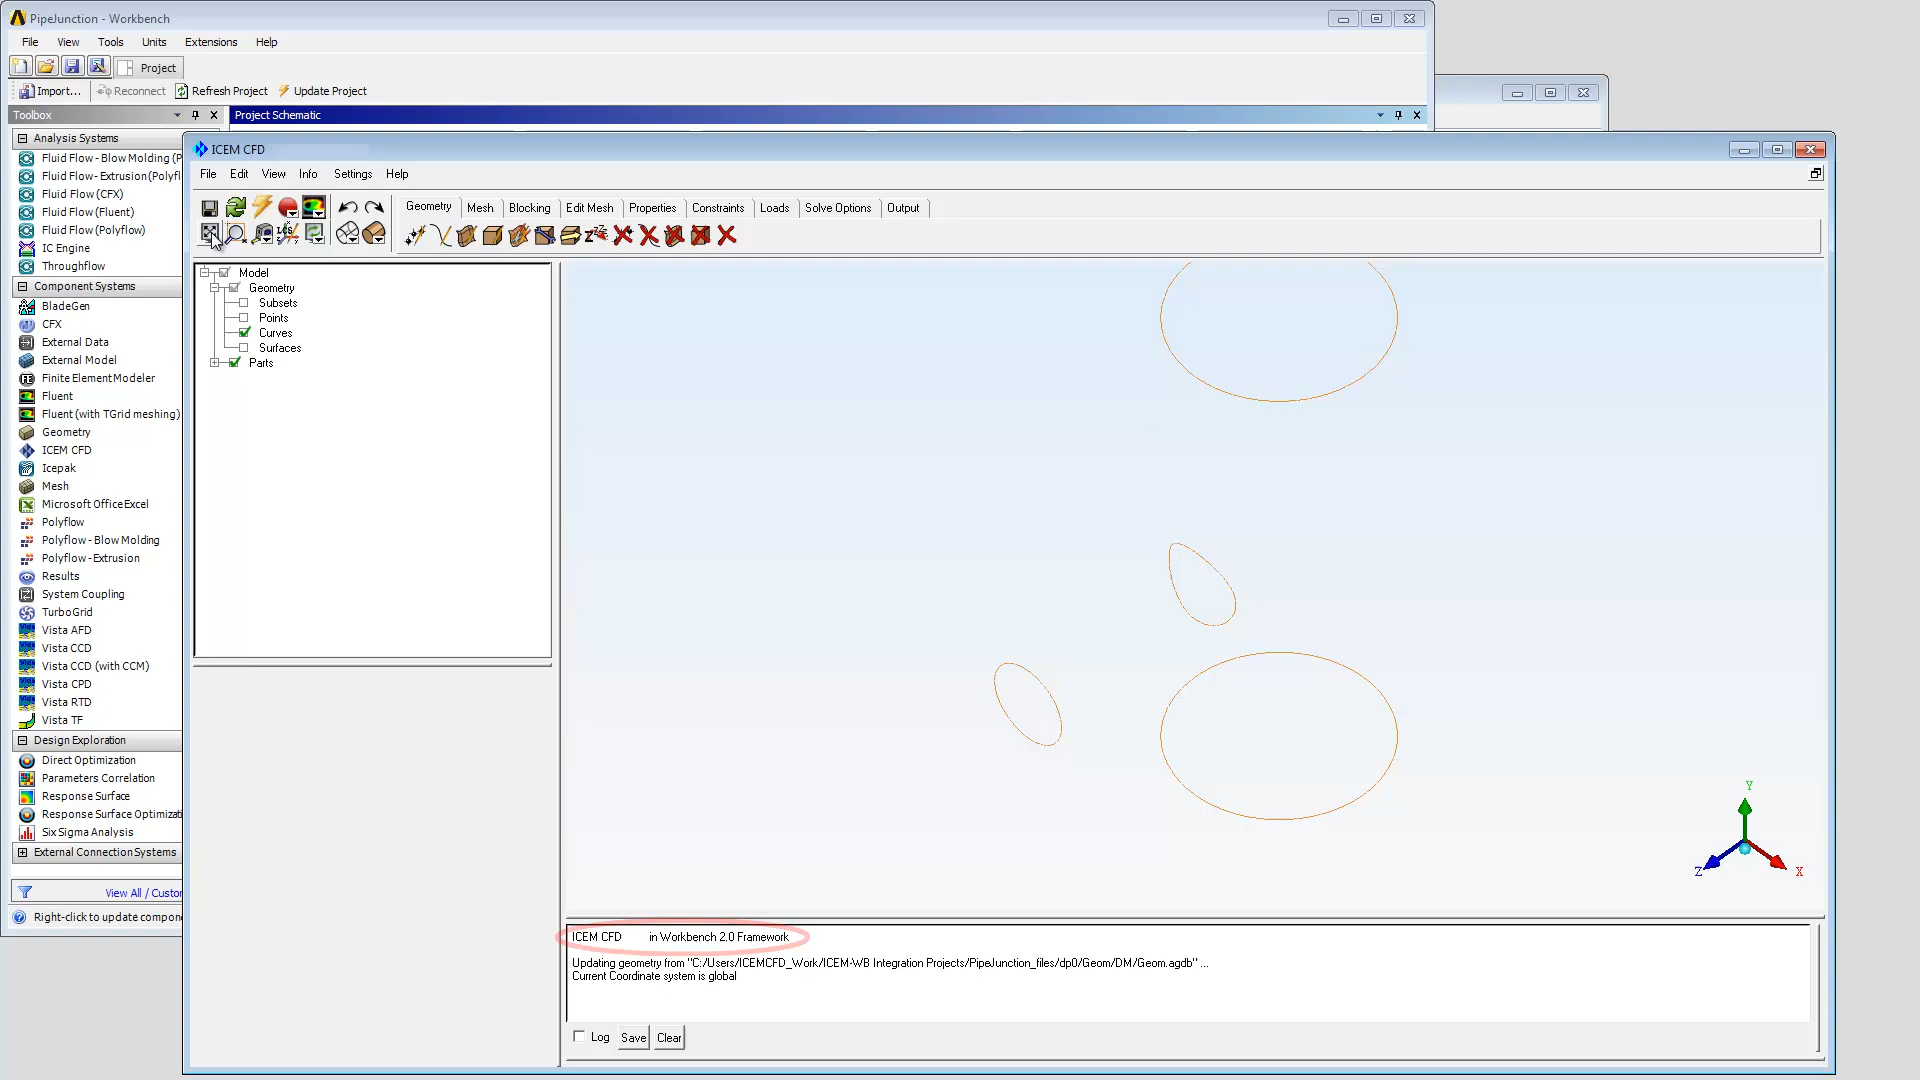 PipeJunction - Workbench
File View Tools Units Extensions Help
Project
Import... Reconnect Refresh Project Update Project
Toolbox
Project Schematic
Analysis Systems
Fluid Flow - Blow Molding (P
Fluid Flow - Extrusion (Polyfl
Fluid Flow (CFX)
Fluid Flow (Fluent)
Fluid Flow (Polyflow)
IC Engine
Throughflow
Component Systems
BladeGen
CFX
External Data
External Model
Finite Element Modeler
Fluent
Fluent (with TGrid meshing)
Geometry
ICEM CFD
Icepak
Mesh
Microsoft Office Excel
Polyflow
Polyflow - Blow Molding
Polyflow - Extrusion
Results
System Coupling
TurboGrid
Vista AFD
Vista CCD
Vista CCD (with CCM)
Vista CPD
Vista RTD
Vista TF
Design Exploration
Direct Optimization
Parameters Correlation
Response Surface
Response Surface Optimizati
Six Sigma Analysis
External Connection Systems
View All / Custor
Right-click to update compon
ICEM CFD
File Edit View Info Settings Help
Geometry Mesh Blocking Edit Mesh Properties Constraints Loads Solve Options Output
LCS
Model
Geometry
Subsets
Points
Curves
Surfaces
Parts
Y
Z
X
ICEM CFD in Workbench 2.0 Framework
Updating geometry from "C:/Users/ICEMCFD_Work/ICEM-WB Integration Projects/PipeJunction_files/dp0/Geom/DM/Geom.agdb" ...
Current Coordinate system is global
Log Save Clear